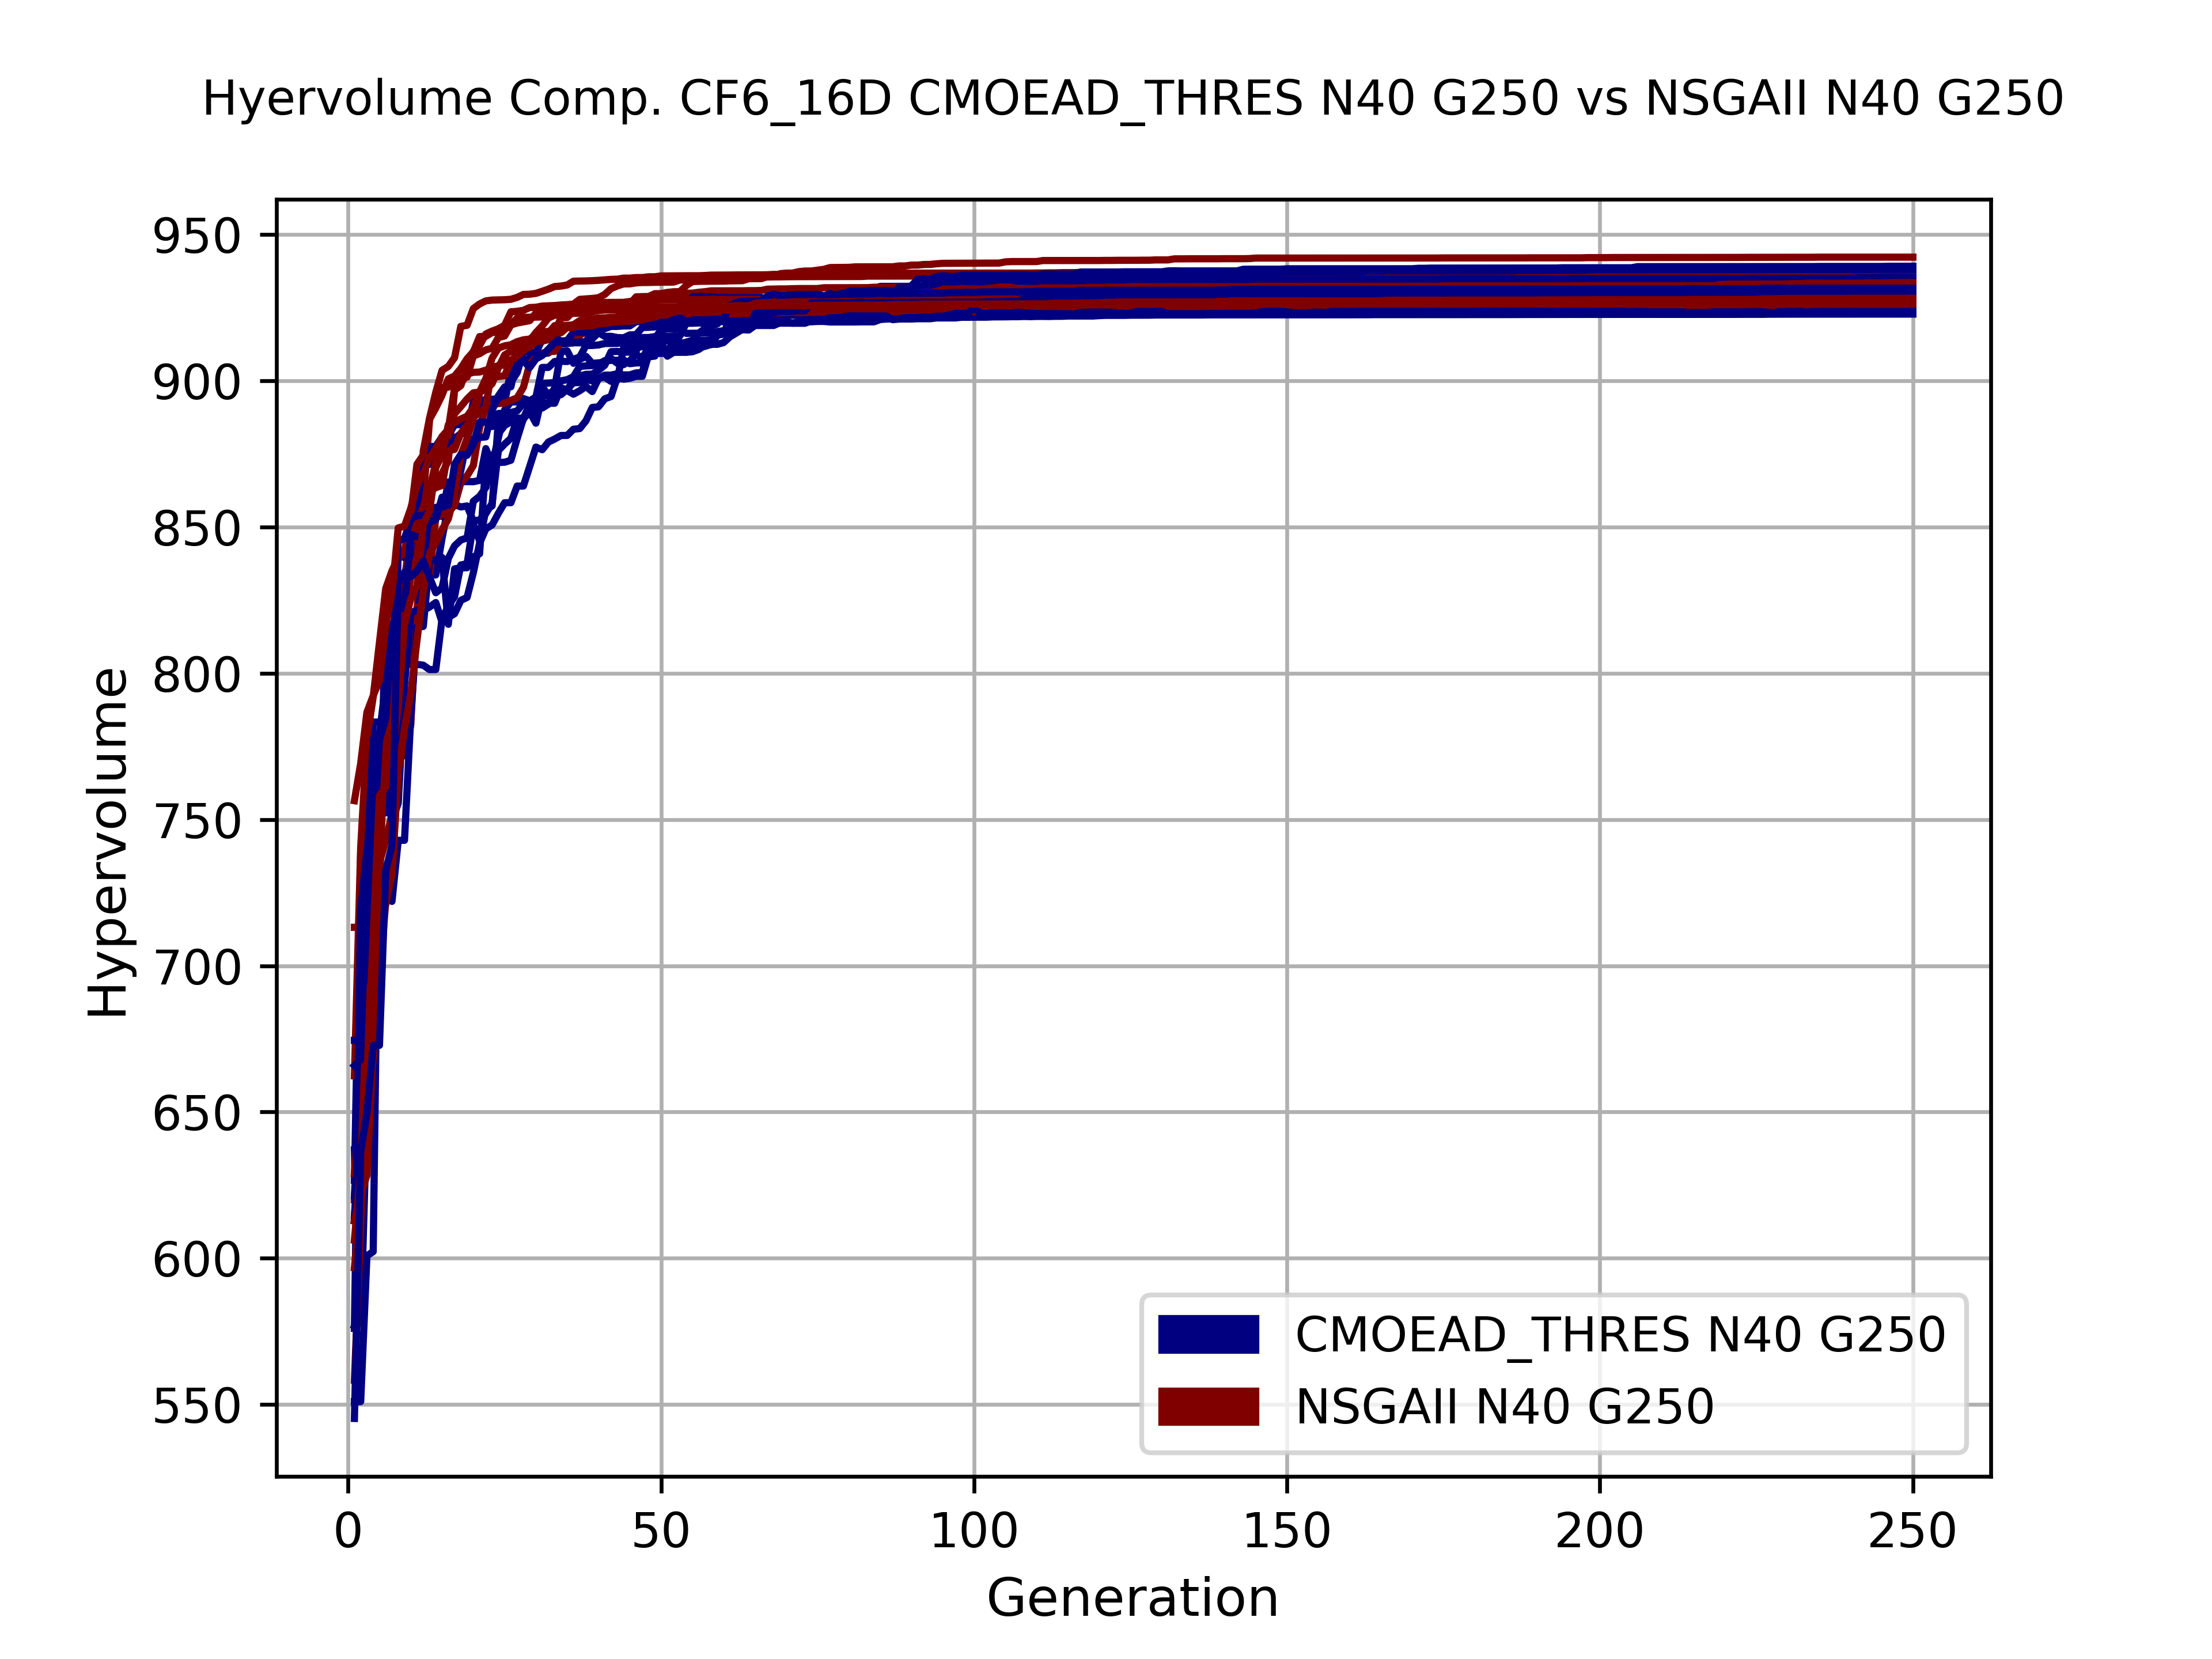 Hyervolume Comp. CF6_16D CMOEAD_THRES N40 G250 vs NSGAII N40 G250
Hypervolume
950
900
850
800
750
700
650
600
550
0 50 100 150 200 250
Generation
CMOEAD_THRES N40 G250
NSGAII N40 G250